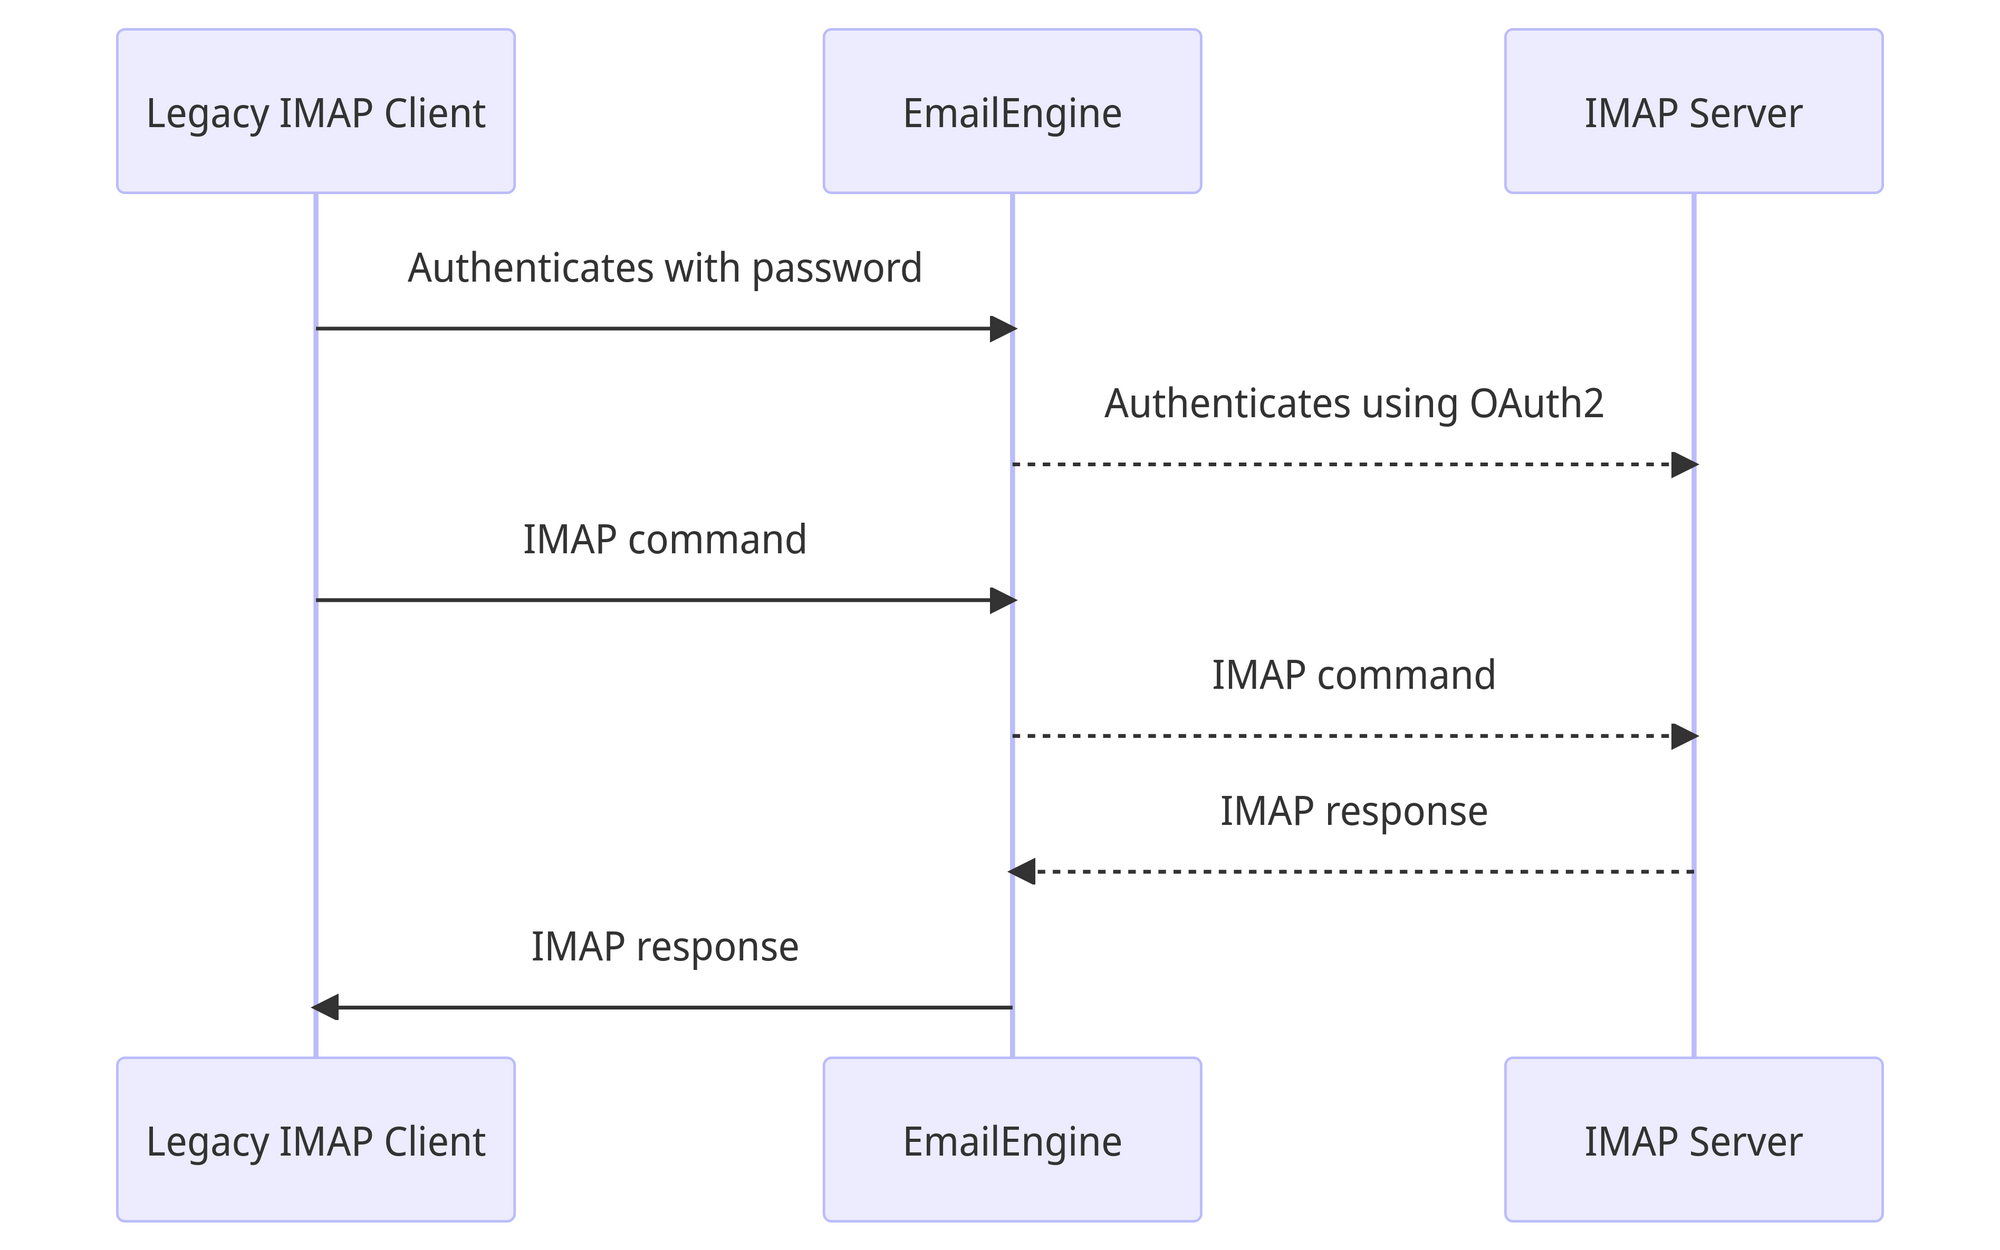 Legacy IMAP Client
EmailEngine
IMAP Server
Authenticates with password
Authenticates using OAuth2
IMAP command
IMAP command
IMAP response
IMAP response
Legacy IMAP Client
EmailEngine
IMAP Server